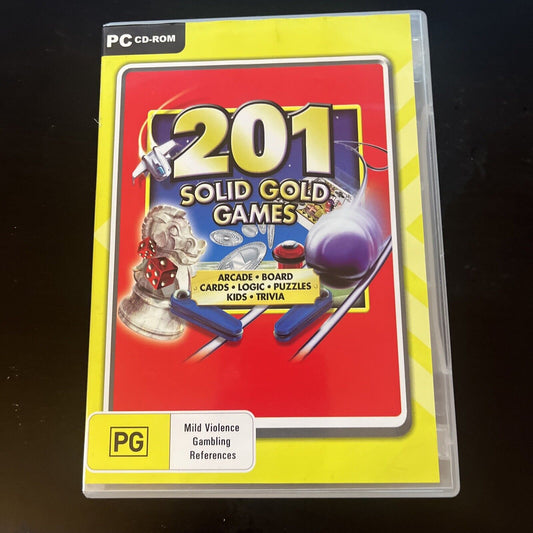 PC CD-ROM
201
SOLID GOLD
GAMES
ARCADE • BOARD
CARDS • LOGIC • PUZZLES
KIDS • TRIVIA
PG
Mild Violence
Gambling
References